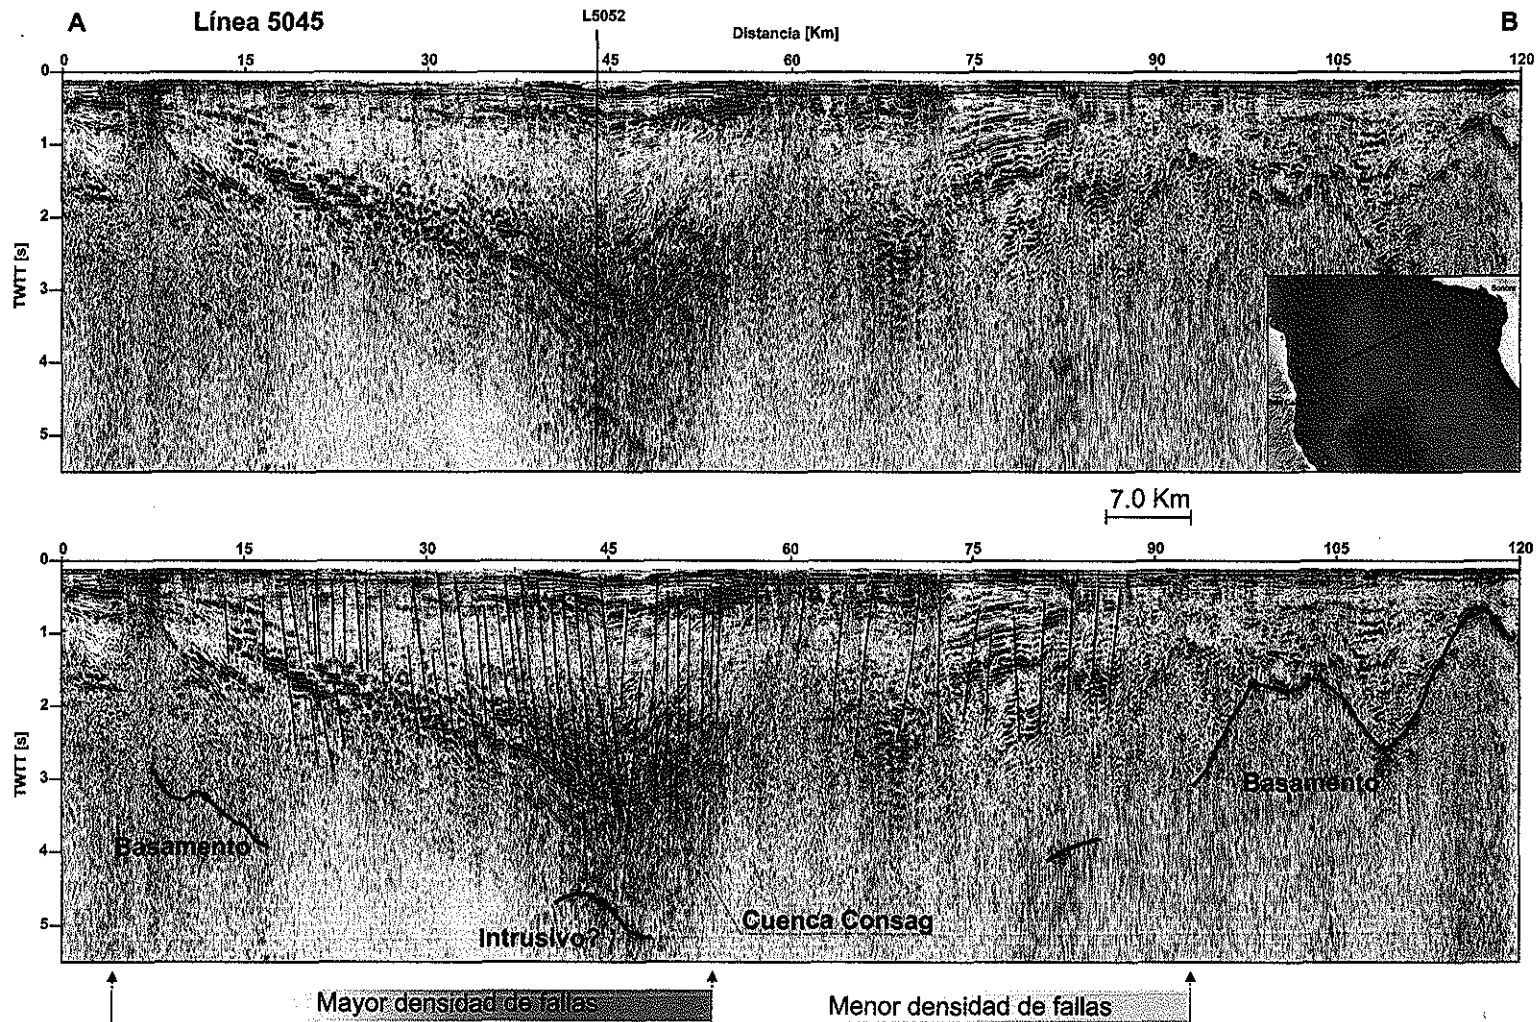 A
Línea 5045
L5052
Distancia [Km]
B
0 15 30 45 60 75 90 105 120
0
1
2
3
4
5
TWTT [s]
Sonora
7.0 Km
0 15 30 45 60 75 90 105 120
0
1
2
3
4
5
TWTT [s]
Basamento
Basamento
Intrusivo?
Cuenca Consag
Mayor densidad de fallas
Menor densidad de fallas